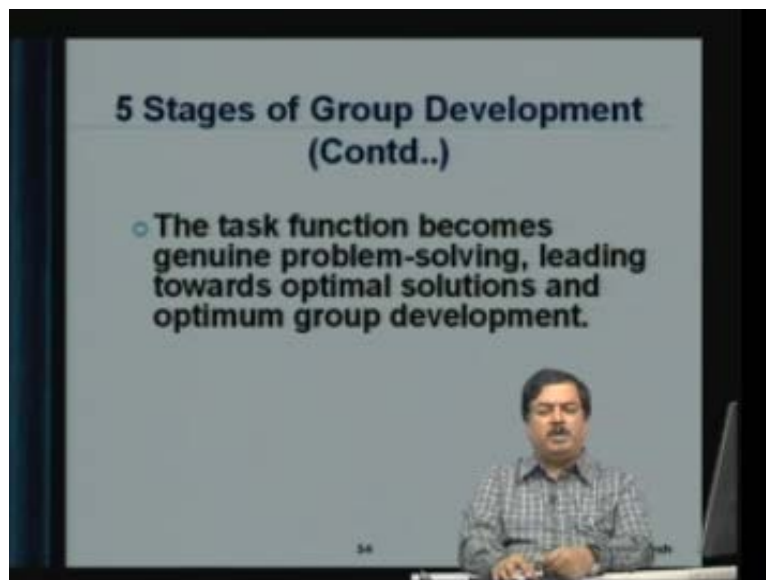 5 Stages of Group Development
(Contd..)
The task function becomes
genuine problem-solving, leading
towards optimal solutions and
optimum group development.
54